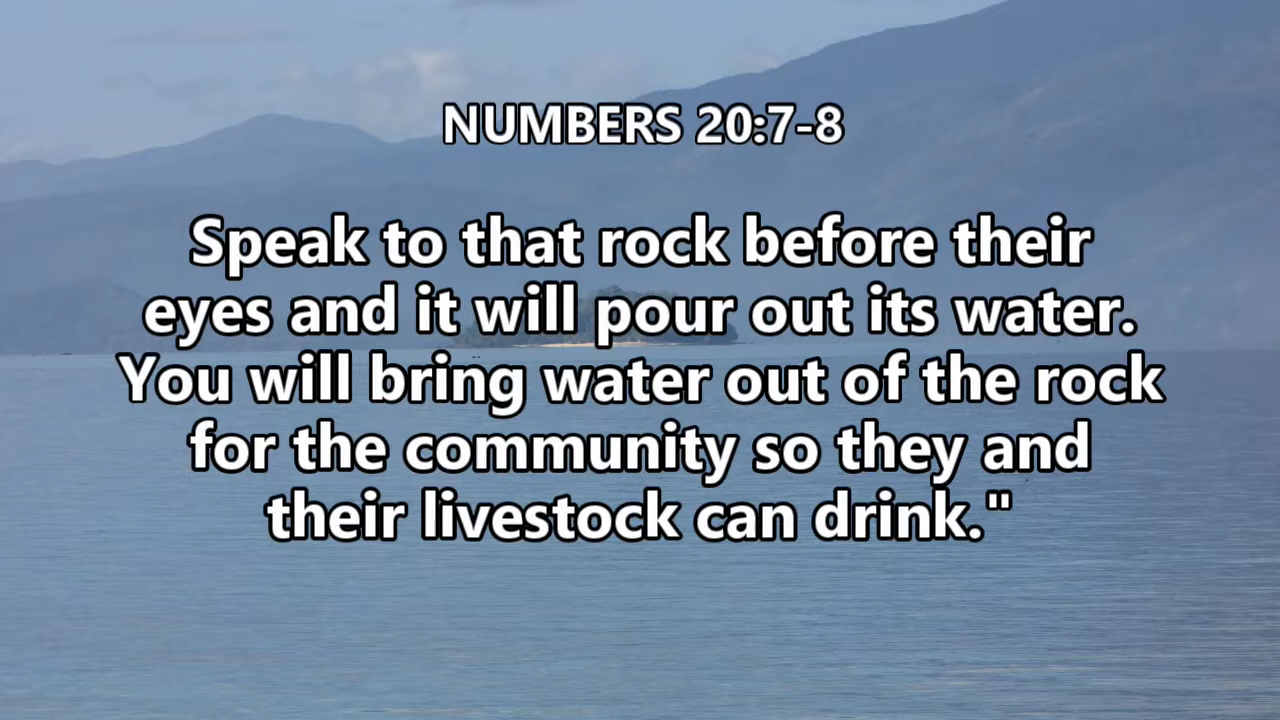 NUMBERS 20:7-8
Speak to that rock before their
eyes and it will pour out its water.
You will bring water out of the rock
for the community so they and
their livestock can drink."